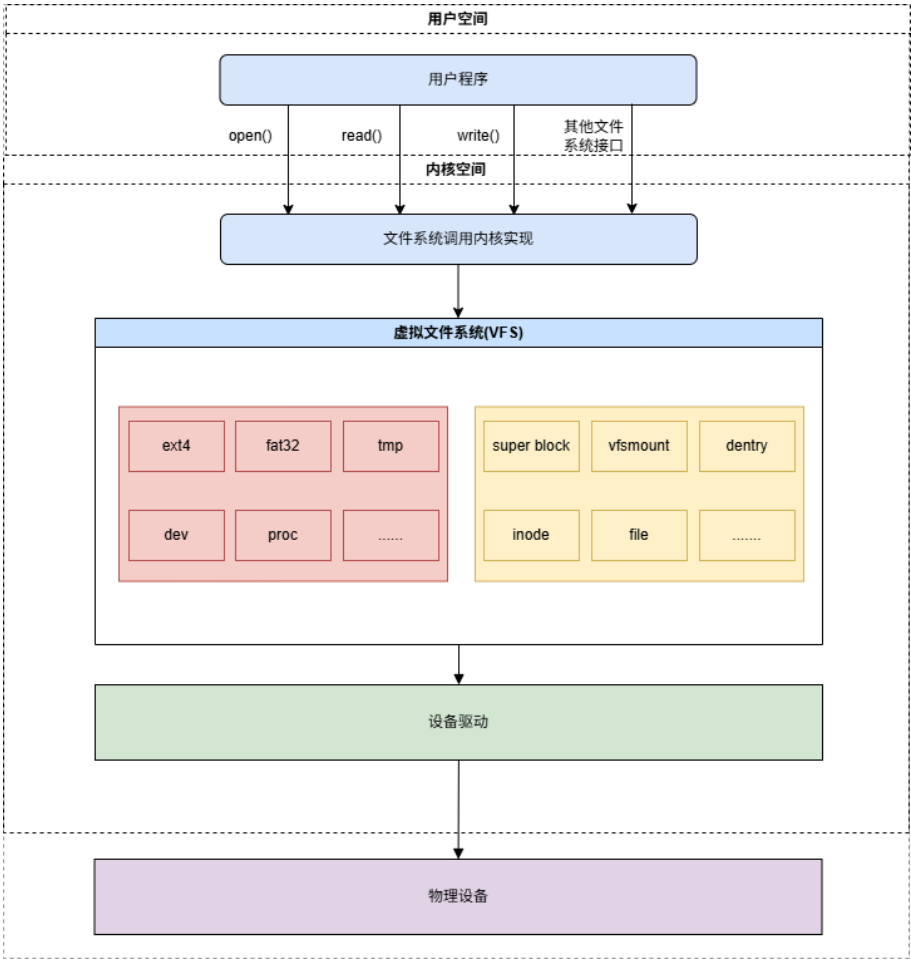 用户空间
用户程序
open()
read()
write()
其他文件
系统接口
内核空间
文件系统调用内核实现
虚拟文件系统(VFS)
ext4
fat32
tmp
super block
vfsmount
dentry
dev
proc
......
inode
file
.......
设备驱动
物理设备